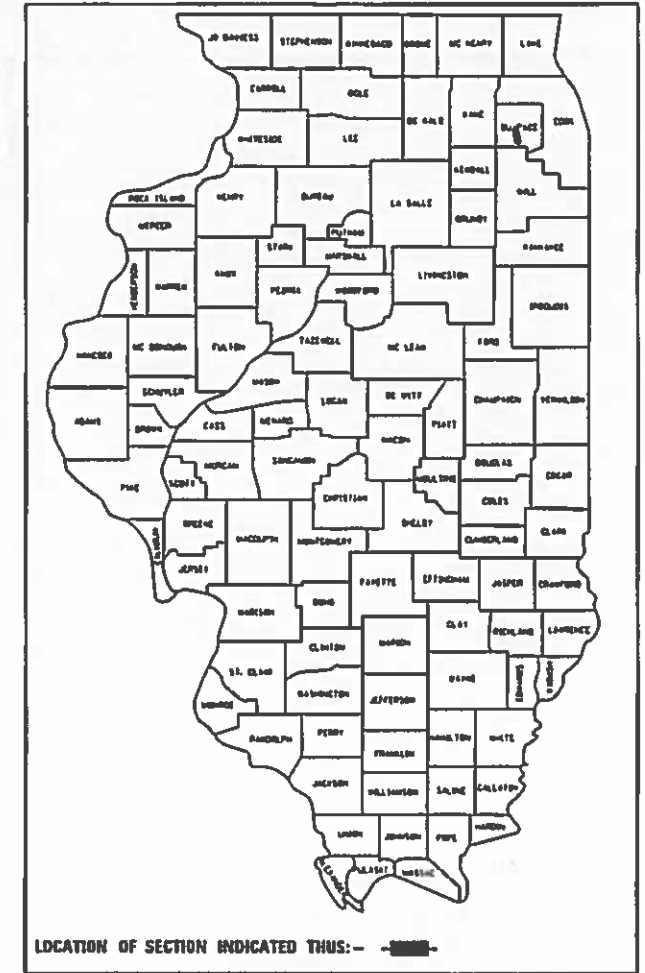 JO DAVIESS STEPHENSON WINNEBAGO BOONE MC HENRY LAKE
CARROLL OGLE
DE KALB KANE DU PAGE COOK
WHITESIDE LEE
KENDALL WILL
ROCK ISLAND HENRY BUREAU LA SALLE GRUNDY
MERCER PUTNAM
STARK MARSHALL KANKAKEE
HENDERSON WARREN KNOX PEORIA WOODFORD LIVINGSTON
IROQUOIS
HANCOCK MC DONOUGH FULTON TAZEWELL MC LEAN FORD
MASON
SCHUYLER LOGAN DE WITT CHAMPAIGN VERMILION
ADAMS BROWN CASS MENARD PIATT
MACON
MORGAN SANGAMON DOUGLAS
PIKE SCOTT MOULTRIE EDGAR
CHRISTIAN COLES
GREENE SHELBY
CALHOUN MACOUPIN MONTGOMERY CUMBERLAND CLARK
JERSEY
FAYETTE EFFINGHAM JASPER CRAWFORD
MADISON BOND
CLAY RICHLAND LAWRENCE
CLINTON MARION
ST. CLAIR WAYNE EDWARDS WABASH
MONROE WASHINGTON JEFFERSON
RANDOLPH PERRY HAMILTON WHITE
FRANKLIN
JACKSON WILLIAMSON SALINE GALLATIN
UNION JOHNSON POPE HARDIN
ALEXANDER PULASKI MASSAC
LOCATION OF SECTION INDICATED THUS:-